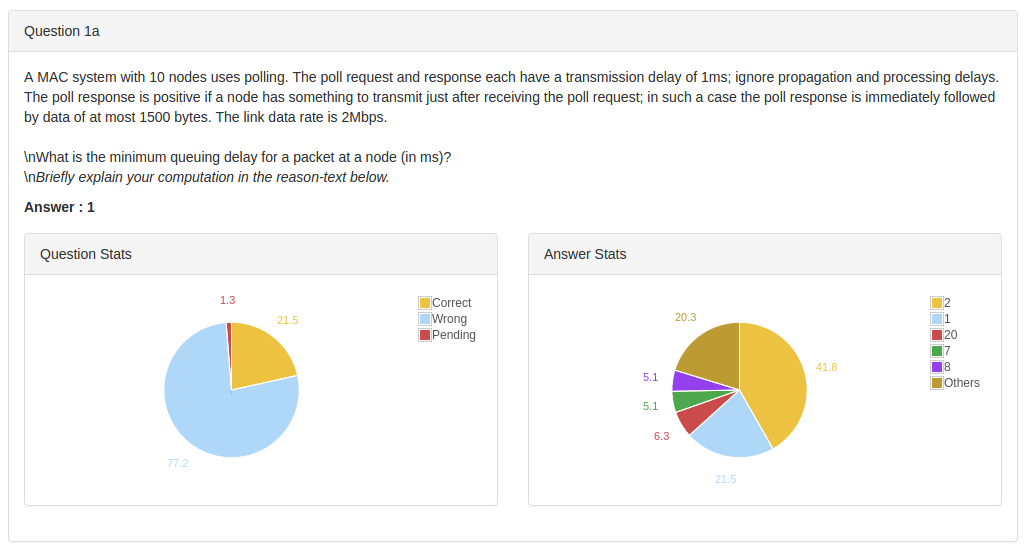 Question 1a
A MAC system with 10 nodes uses polling. The poll request and response each have a transmission delay of 1ms; ignore propagation and processing delays.
The poll response is positive if a node has something to transmit just after receiving the poll request; in such a case the poll response is immediately followed
by data of at most 1500 bytes. The link data rate is 2Mbps.
\nWhat is the minimum queuing delay for a packet at a node (in ms)?
\nBriefly explain your computation in the reason-text below.
Answer : 1
Question Stats
1.3
21.5
77.2
Correct
Wrong
Pending
Answer Stats
20.3
41.8
5.1
5.1
6.3
21.5
2
1
20
7
8
Others